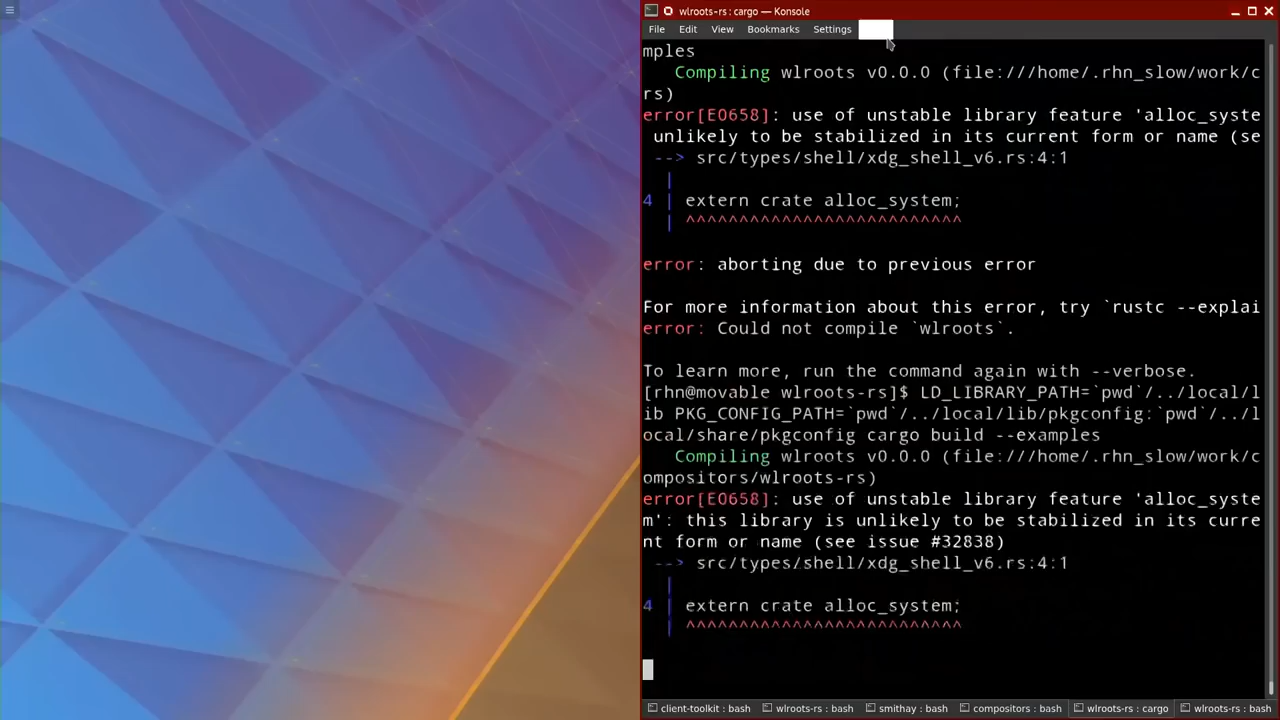 wlroots-rs : cargo — Konsole
File Edit View Bookmarks Settings
mples
Compiling wlroots v0.0.0 (file:///home/.rhn_slow/work/c
rs)
error[E0658]: use of unstable library feature 'alloc_syste
unlikely to be stabilized in its current form or name (se
--> src/types/shell/xdg_shell_v6.rs:4:1
|
4 | extern crate alloc_system;
| ^^^^^^^^^^^^^^^^^^^^^^^^^^
error: aborting due to previous error
For more information about this error, try `rustc --explai
error: Could not compile `wlroots`.
To learn more, run the command again with --verbose.
[rhn@movable wlroots-rs]$ LD_LIBRARY_PATH=`pwd`/../local/l
ib PKG_CONFIG_PATH=`pwd`/../local/lib/pkgconfig:`pwd`/../l
ocal/share/pkgconfig cargo build --examples
Compiling wlroots v0.0.0 (file:///home/.rhn_slow/work/c
ompositors/wlroots-rs)
error[E0658]: use of unstable library feature 'alloc_syste
m': this library is unlikely to be stabilized in its curre
nt form or name (see issue #32838)
--> src/types/shell/xdg_shell_v6.rs:4:1
|
4 | extern crate alloc_system;
| ^^^^^^^^^^^^^^^^^^^^^^^^^^
client-toolkit : bash wlroots-rs : bash smithay : bash compositors : bash wlroots-rs : cargo wlroots-rs : bash